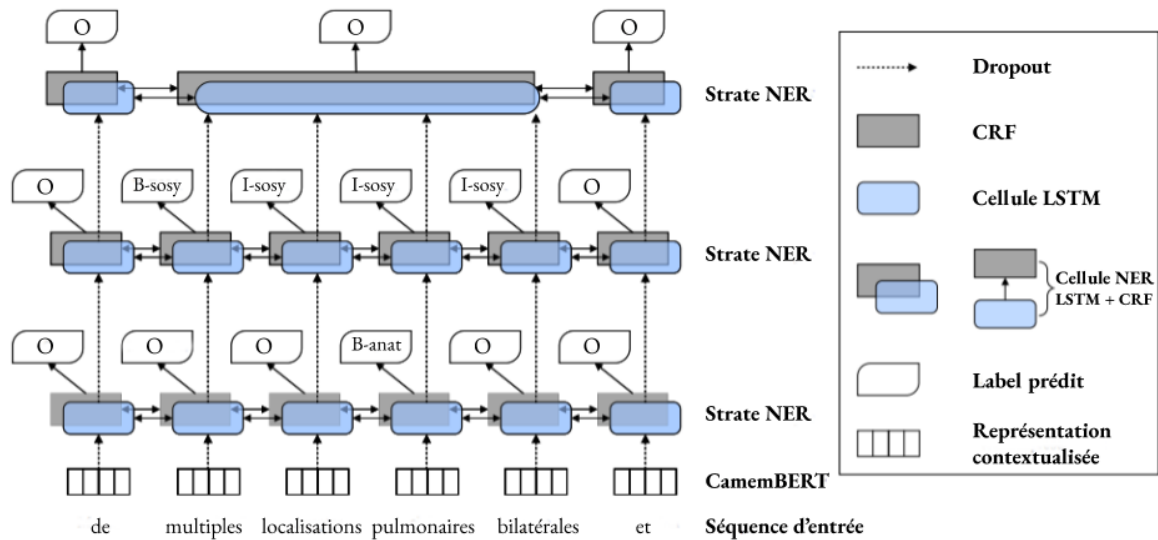 O O O
Strate NER
O B-sosy I-sosy I-sosy I-sosy O
Strate NER
O O O B-anat O O
Strate NER
CamemBERT
de multiples localisations pulmonaires bilatérales et Séquence d'entrée
Dropout
CRF
Cellule LSTM
Cellule NER
LSTM + CRF
Label prédit
Représentation
contextualisée